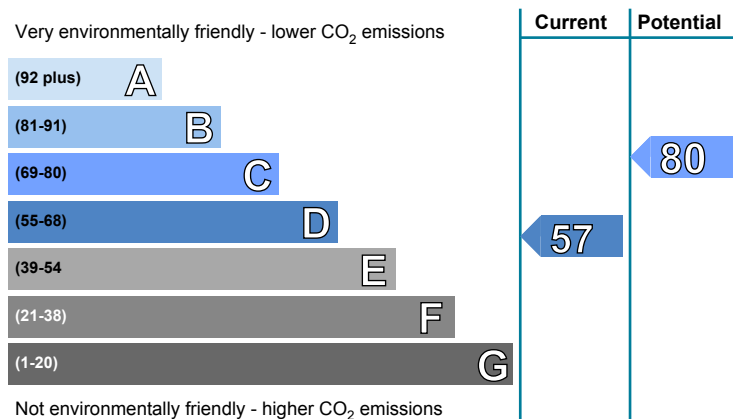 Very environmentally friendly - lower CO₂ emissions
Current
Potential
(92 plus) A
(81-91) B
(69-80) C
80
(55-68) D
57
(39-54 E
(21-38) F
(1-20) G
Not environmentally friendly - higher CO₂ emissions